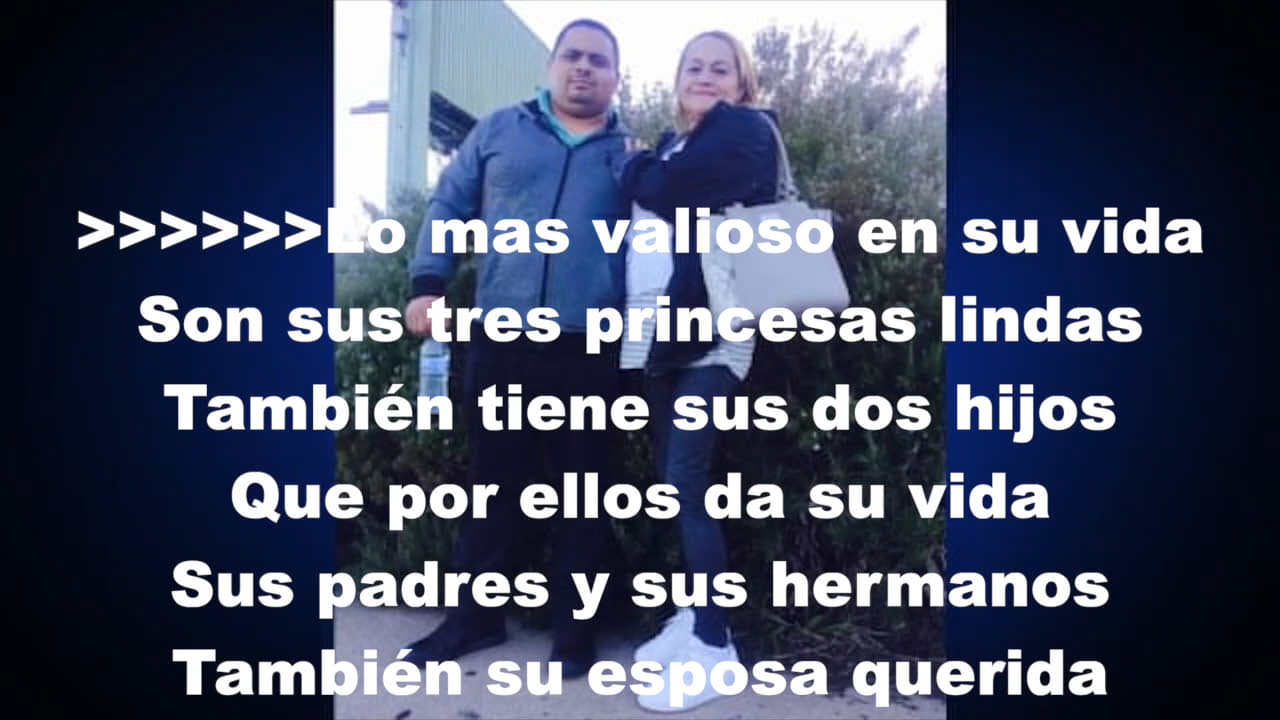 >>>>>>Lo mas valioso en su vida
Son sus tres princesas lindas
También tiene sus dos hijos
Que por ellos da su vida
Sus padres y sus hermanos
También su esposa querida